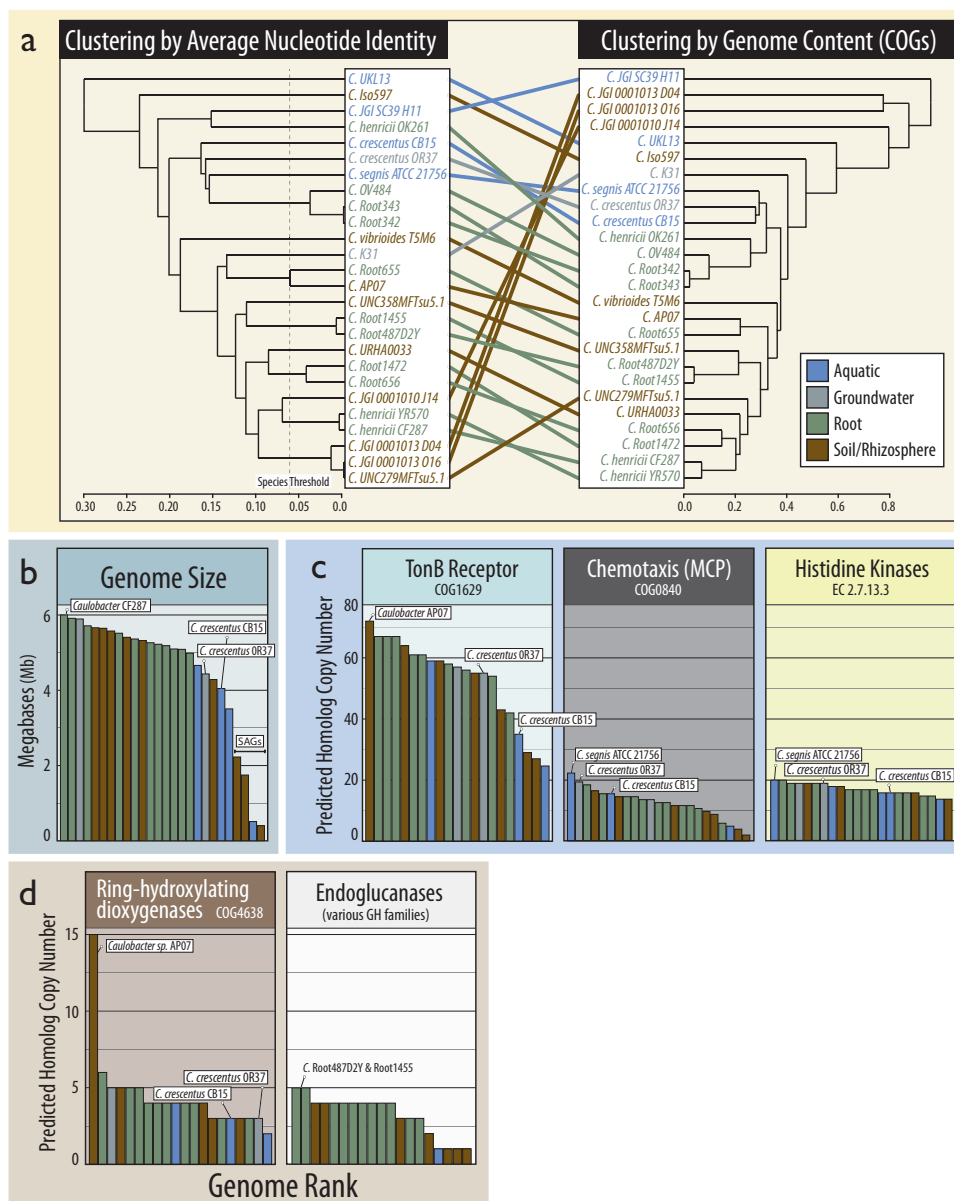 a
Clustering by Average Nucleotide Identity
Clustering by Genome Content (COGs)
C. UKL13
C. Iso597
C. JGI SC39 H11
C. henricii OK261
C. crescentus CB15
C. crescentus OR37
C. segnis ATCC 21756
C. OV484
C. Root343
C. Root342
C. vibrioides T5M6
C. K31
C. Root655
C. AP07
C. UNC358MFTsu5.1
C. Root1455
C. Root487D2Y
C. URHA0033
C. Root1472
C. Root656
C. JGI 0001010 J14
C. henricii YR570
C. henricii CF287
C. JGI 0001013 D04
C. JGI 0001013 O16
C. UNC279MFTsu5.1
Species Threshold
0.30 0.25 0.20 0.15 0.10 0.05 0.0
C. JGI SC39 H11
C. JGI 0001013 D04
C. JGI 0001013 O16
C. JGI 0001010 J14
C. UKL13
C. Iso597
C. K31
C. segnis ATCC 21756
C. crescentus OR37
C. crescentus CB15
C. henricii OK261
C. OV484
C. Root342
C. Root343
C. vibrioides T5M6
C. AP07
C. Root655
C. UNC358MFTsu5.1
C. Root487D2Y
C. Root1455
C. UNC279MFTsu5.1
C. URHA0033
C. Root656
C. Root1472
C. henricii CF287
C. henricii YR570
0.0 0.2 0.4 0.6 0.8
Aquatic
Groundwater
Root
Soil/Rhizosphere
b
Genome Size
Megabases (Mb)
6
4
2
0
Caulobacter CF287
C. crescentus CB15
C. crescentus 0R37
SAGs
c
TonB Receptor
COG1629
Predicted Homolog Copy Number
80
60
40
20
0
Caulobacter AP07
C. crescentus 0R37
C. crescentus CB15
Chemotaxis (MCP)
COG0840
C. segnis ATCC 21756
C. crescentus 0R37
C. crescentus CB15
Histidine Kinases
EC 2.7.13.3
C. segnis ATCC 21756
C. crescentus 0R37
C. crescentus CB15
d
Ring-hydroxylating
dioxygenases COG4638
Predicted Homolog Copy Number
15
10
5
0
Caulobacter sp. AP07
C. crescentus 0R37
C. crescentus CB15
Endoglucanases
(various GH families)
C. Root487D2Y & Root1455
Genome Rank